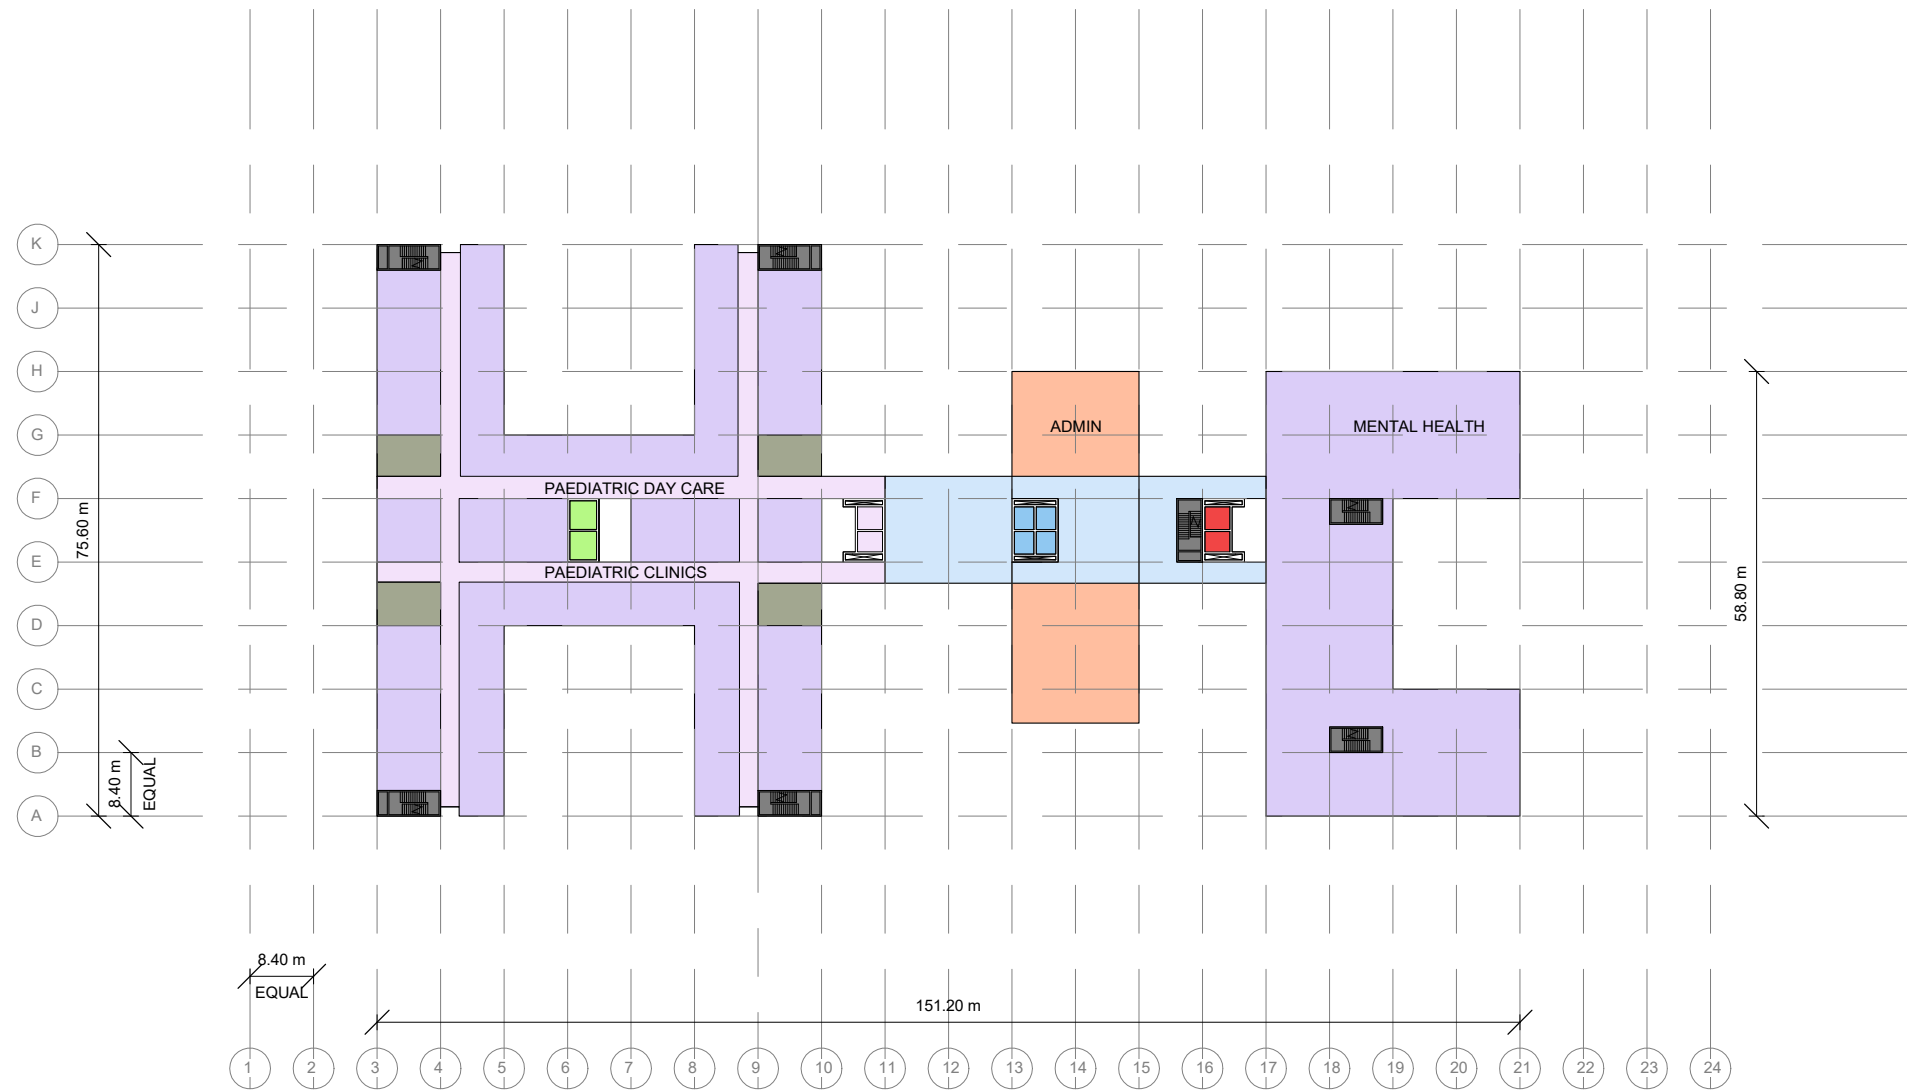 K
J
H
G
F
E
D
C
B
A
75.60 m
8.40 m
EQUAL
ADMIN
MENTAL HEALTH
PAEDIATRIC DAY CARE
PAEDIATRIC CLINICS
58.80 m
8.40 m
EQUAL
151.20 m
1 2 3 4 5 6 7 8 9 10 11 12 13 14 15 16 17 18 19 20 21 22 23 24